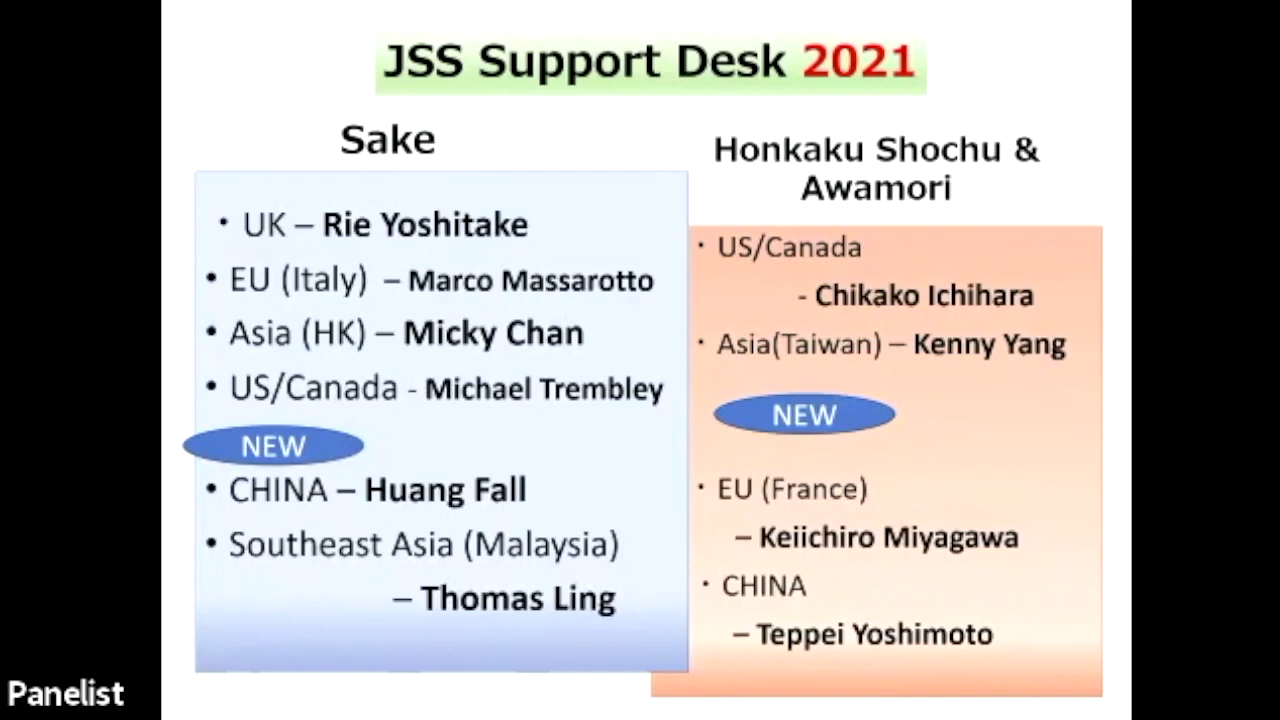 JSS Support Desk 2021
Sake
• UK – Rie Yoshitake
• EU (Italy) – Marco Massarotto
• Asia (HK) – Micky Chan
• US/Canada - Michael Trembley
NEW
• CHINA – Huang Fall
• Southeast Asia (Malaysia)
– Thomas Ling
Honkaku Shochu &
Awamori
・US/Canada
- Chikako Ichihara
・Asia(Taiwan) – Kenny Yang
NEW
・EU (France)
– Keiichiro Miyagawa
・CHINA
– Teppei Yoshimoto
Panelist